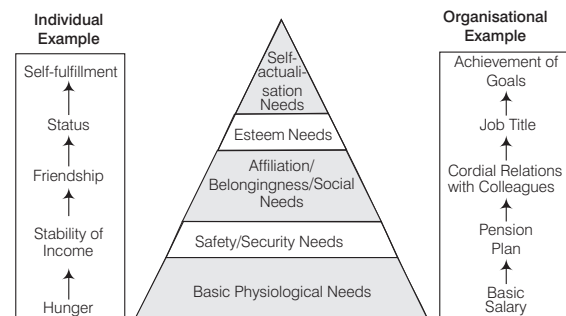 Individual
Example
Self-fulfillment
Status
Friendship
Stability of
Income
Hunger
Self-
actuali-
sation
Needs
Esteem Needs
Affiliation/
Belongingness/Social
Needs
Safety/Security Needs
Basic Physiological Needs
Organisational
Example
Achievement of
Goals
Job Title
Cordial Relations
with Colleagues
Pension
Plan
Basic
Salary